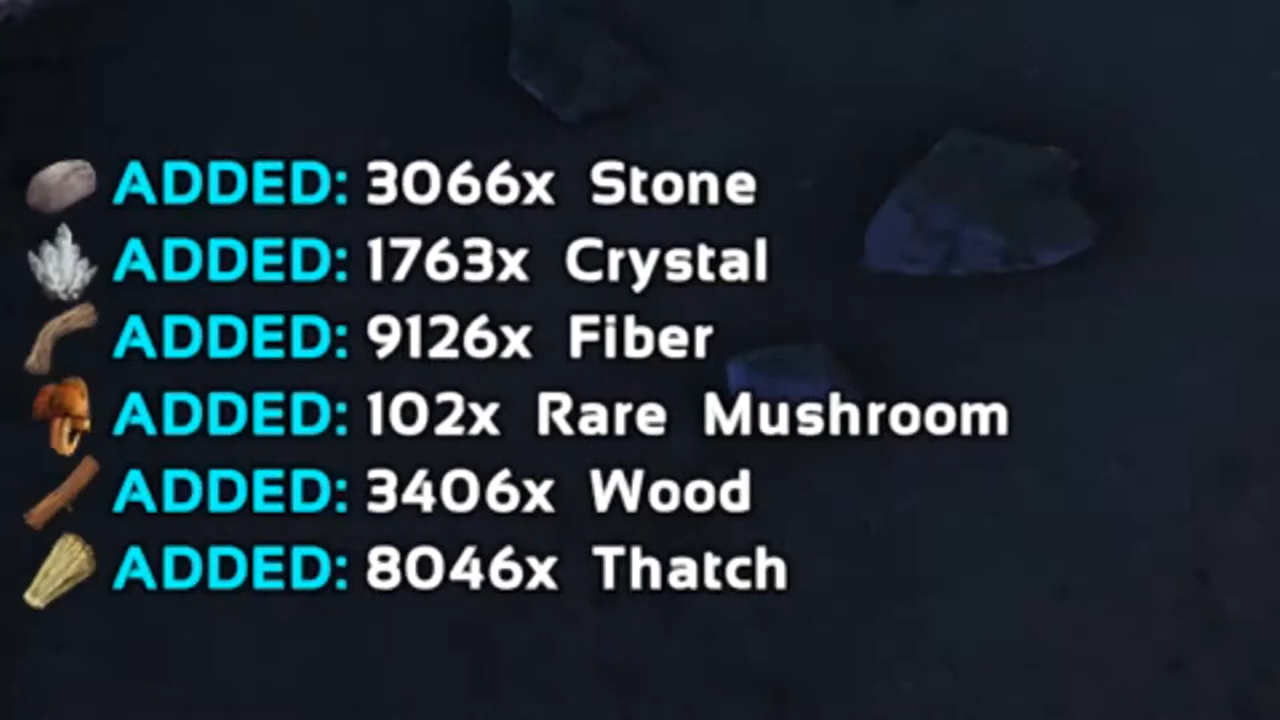 ADDED: 3066x Stone
ADDED: 1763x Crystal
ADDED: 9126x Fiber
ADDED: 102x Rare Mushroom
ADDED: 3406x Wood
ADDED: 8046x Thatch